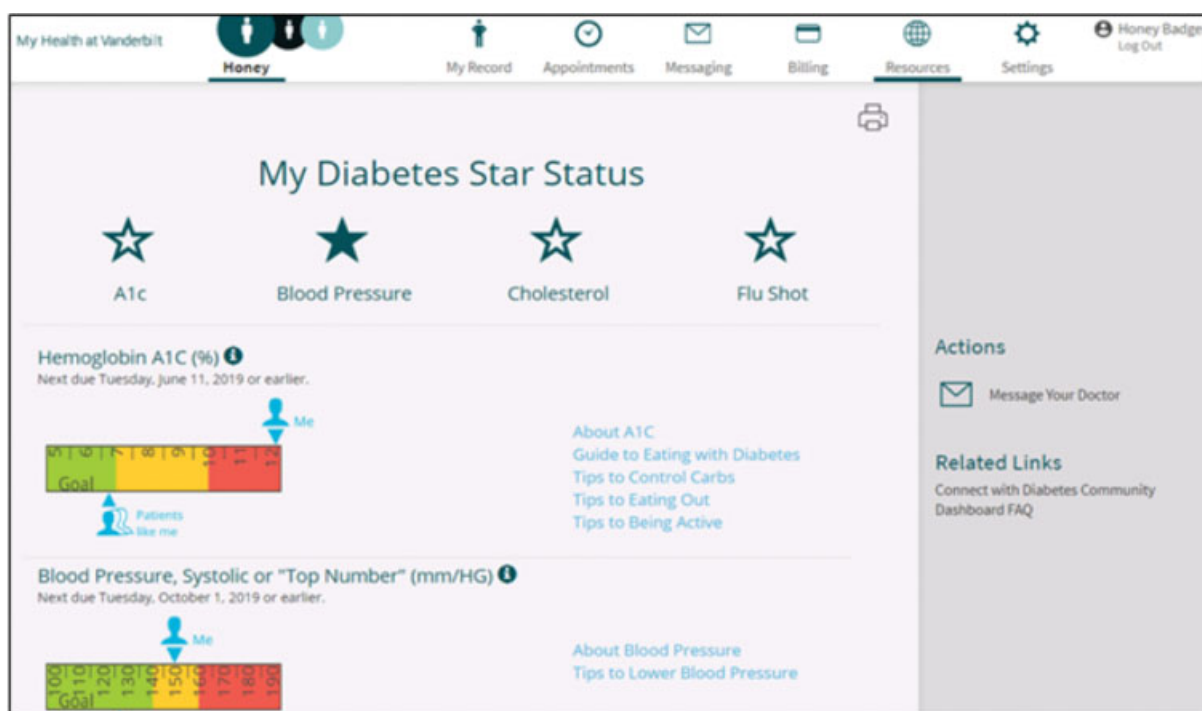 My Health at Vanderbilt
Honey
My Record
Appointments
Messaging
Billing
Resources
Settings
Honey Badge
Log Out
My Diabetes Star Status
A1c
Blood Pressure
Cholesterol
Flu Shot
Hemoglobin A1C (%)
Next due Tuesday, June 11, 2019 or earlier.
Me
5 6 7 8 9 10 11 12
Goal
Patients
like me
About A1C
Guide to Eating with Diabetes
Tips to Control Carbs
Tips to Eating Out
Tips to Being Active
Blood Pressure, Systolic or "Top Number" (mm/HG)
Next due Tuesday, October 1, 2019 or earlier.
Me
100 110 120 130 140 150 160 170 180 190
Goal
About Blood Pressure
Tips to Lower Blood Pressure
Actions
Message Your Doctor
Related Links
Connect with Diabetes Community
Dashboard FAQ